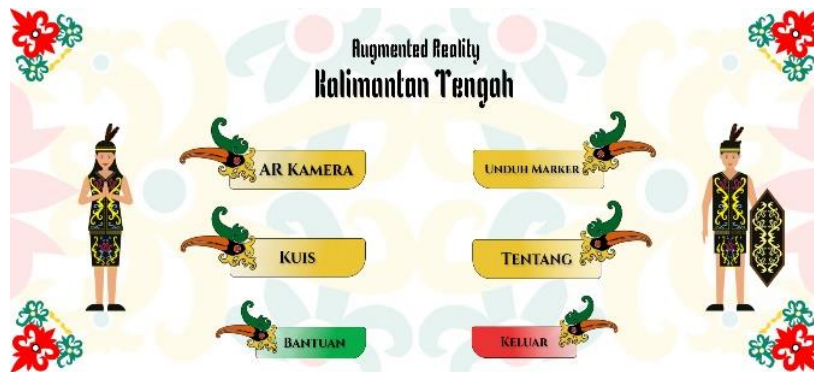 Augmented Reality
Kalimantan Tengah
AR KAMERA
UNDUH MARKER
KUIS
TENTANG
BANTUAN
KELUAR